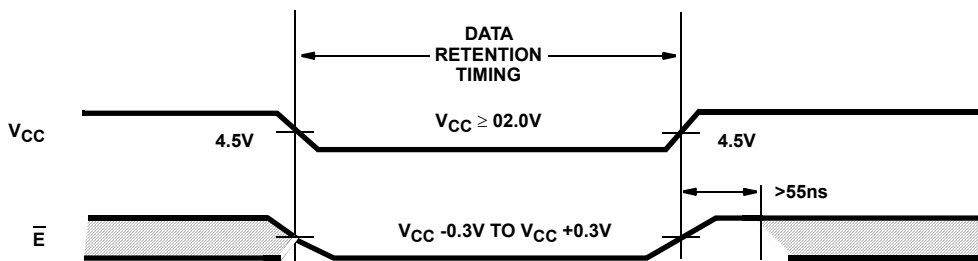 DATA
RETENTION
TIMING
VCC
4.5V
VCC ≥ 02.0V
4.5V
>55ns
E̅
VCC -0.3V TO VCC +0.3V